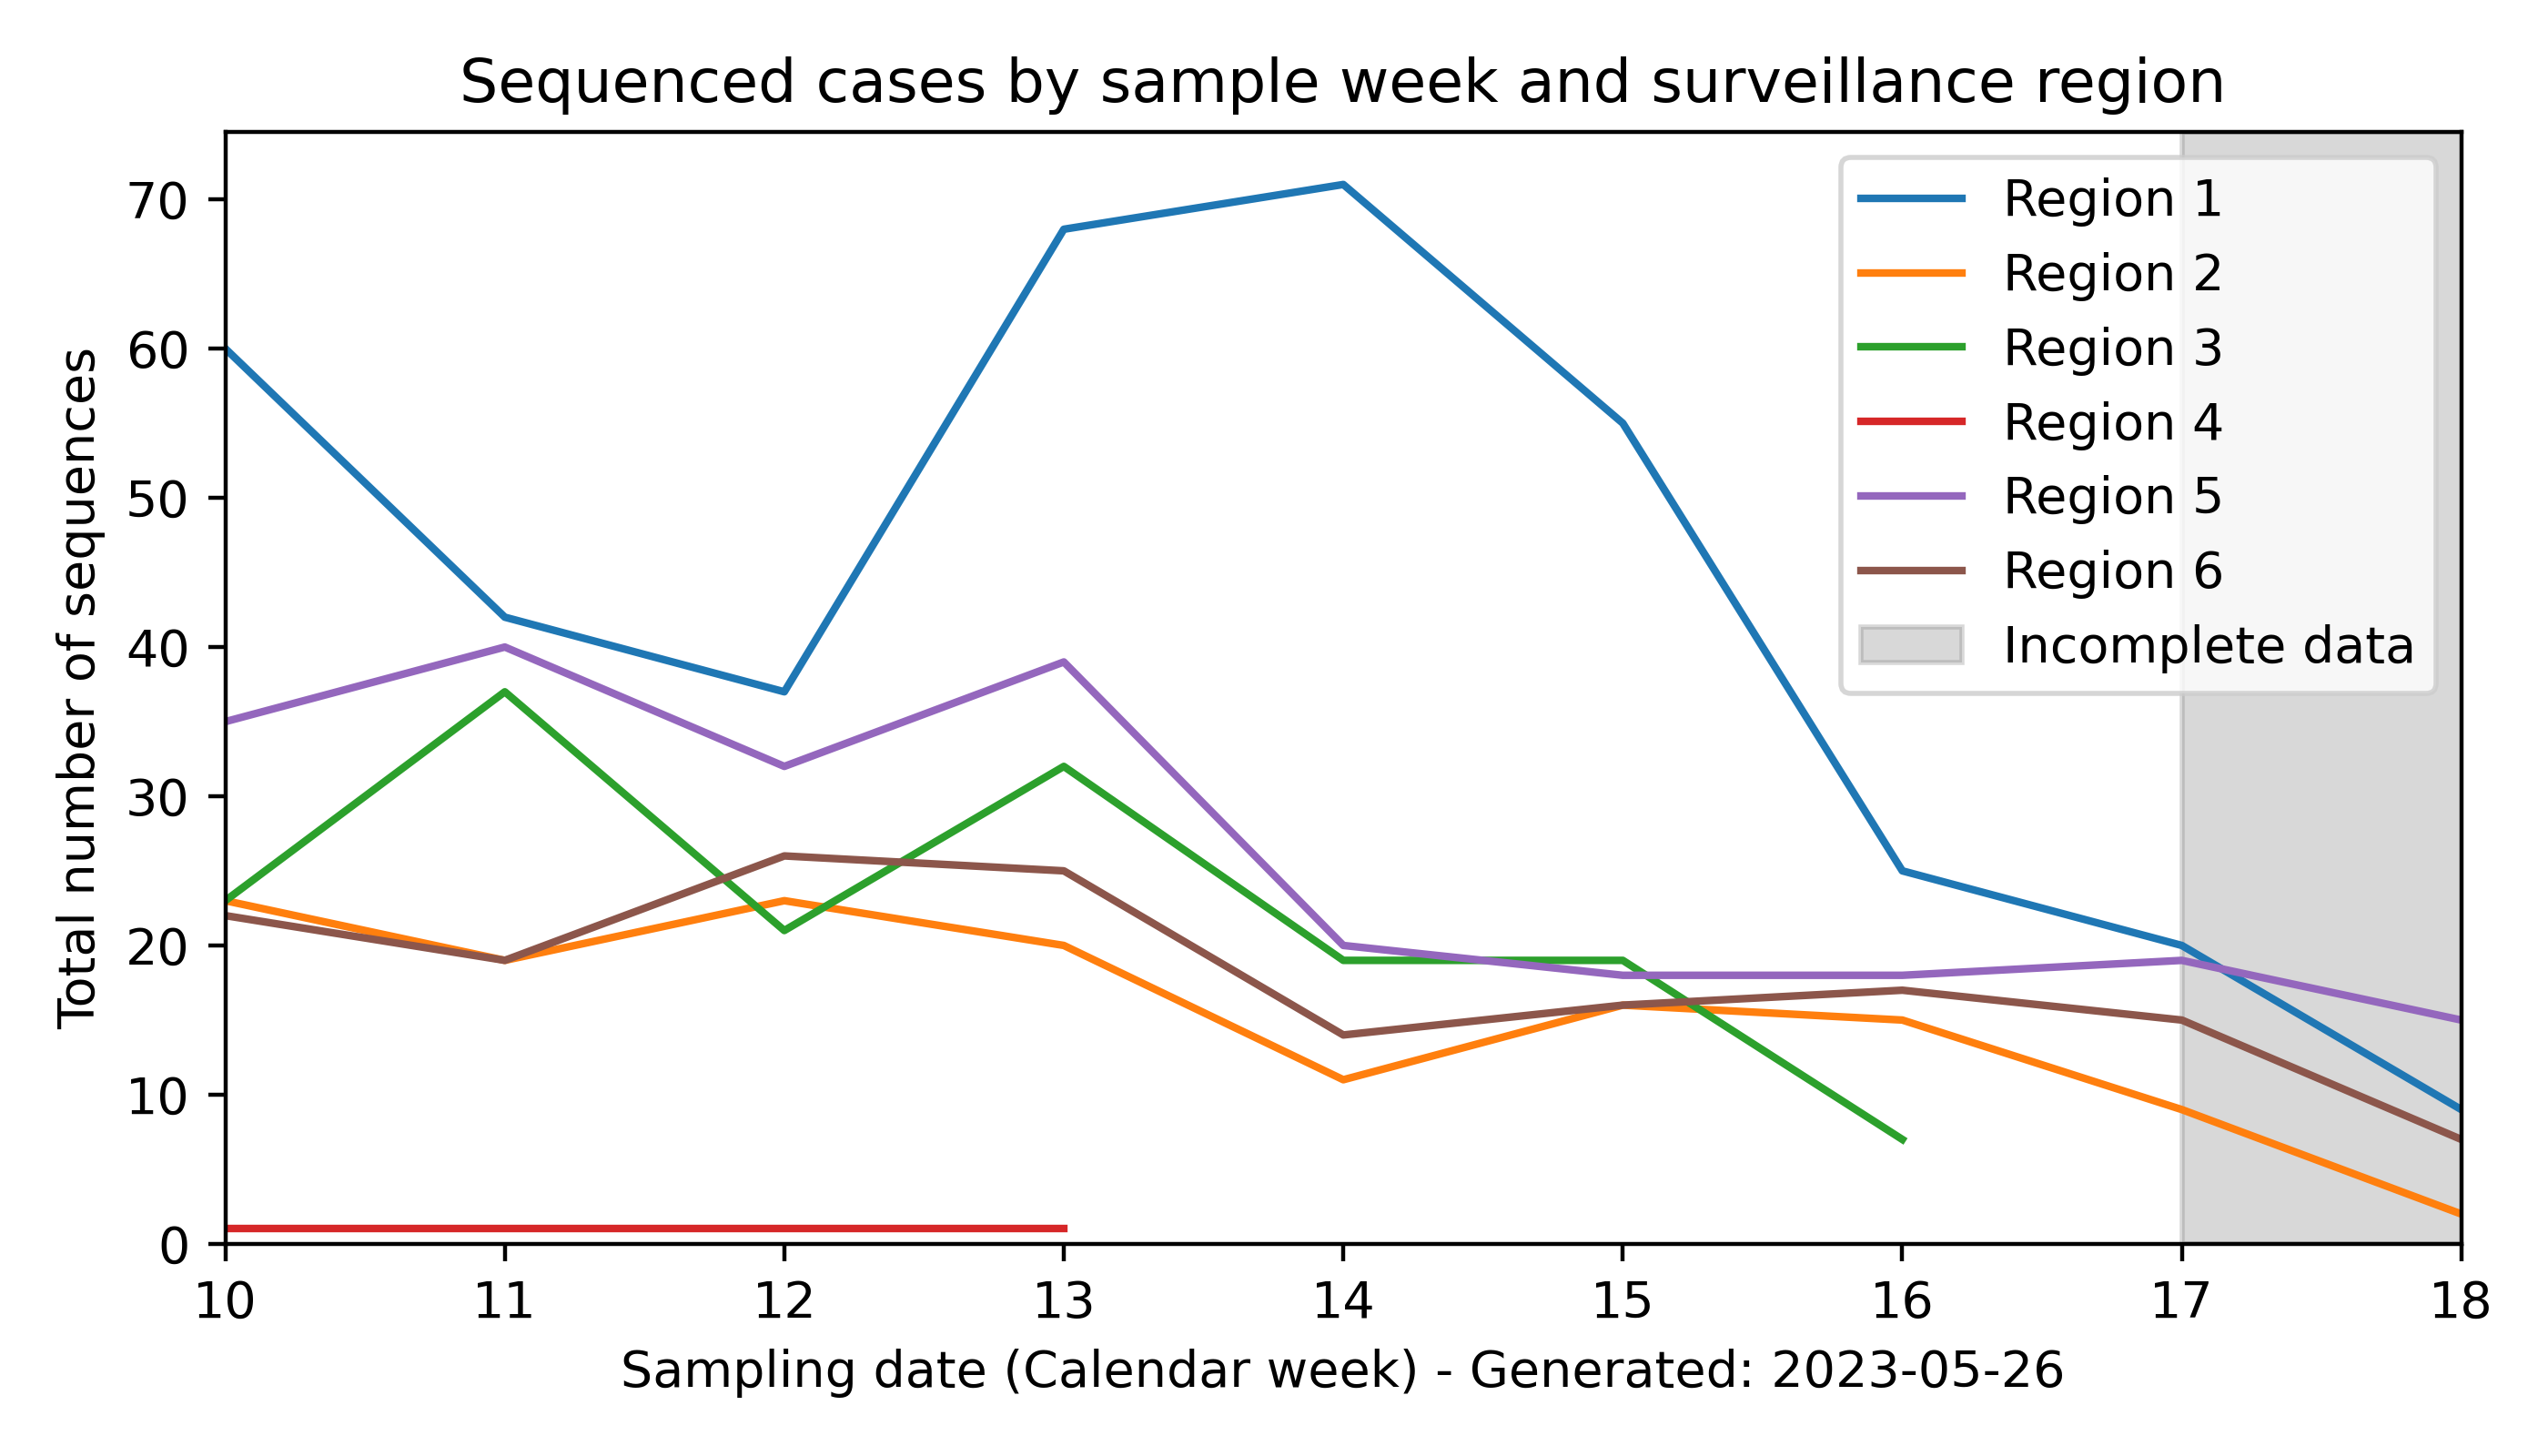 Sequenced cases by sample week and surveillance region
Total number of sequences
70
60
50
40
30
20
10
0
Region 1
Region 2
Region 3
Region 4
Region 5
Region 6
Incomplete data
10 11 12 13 14 15 16 17 18
Sampling date (Calendar week) - Generated: 2023-05-26